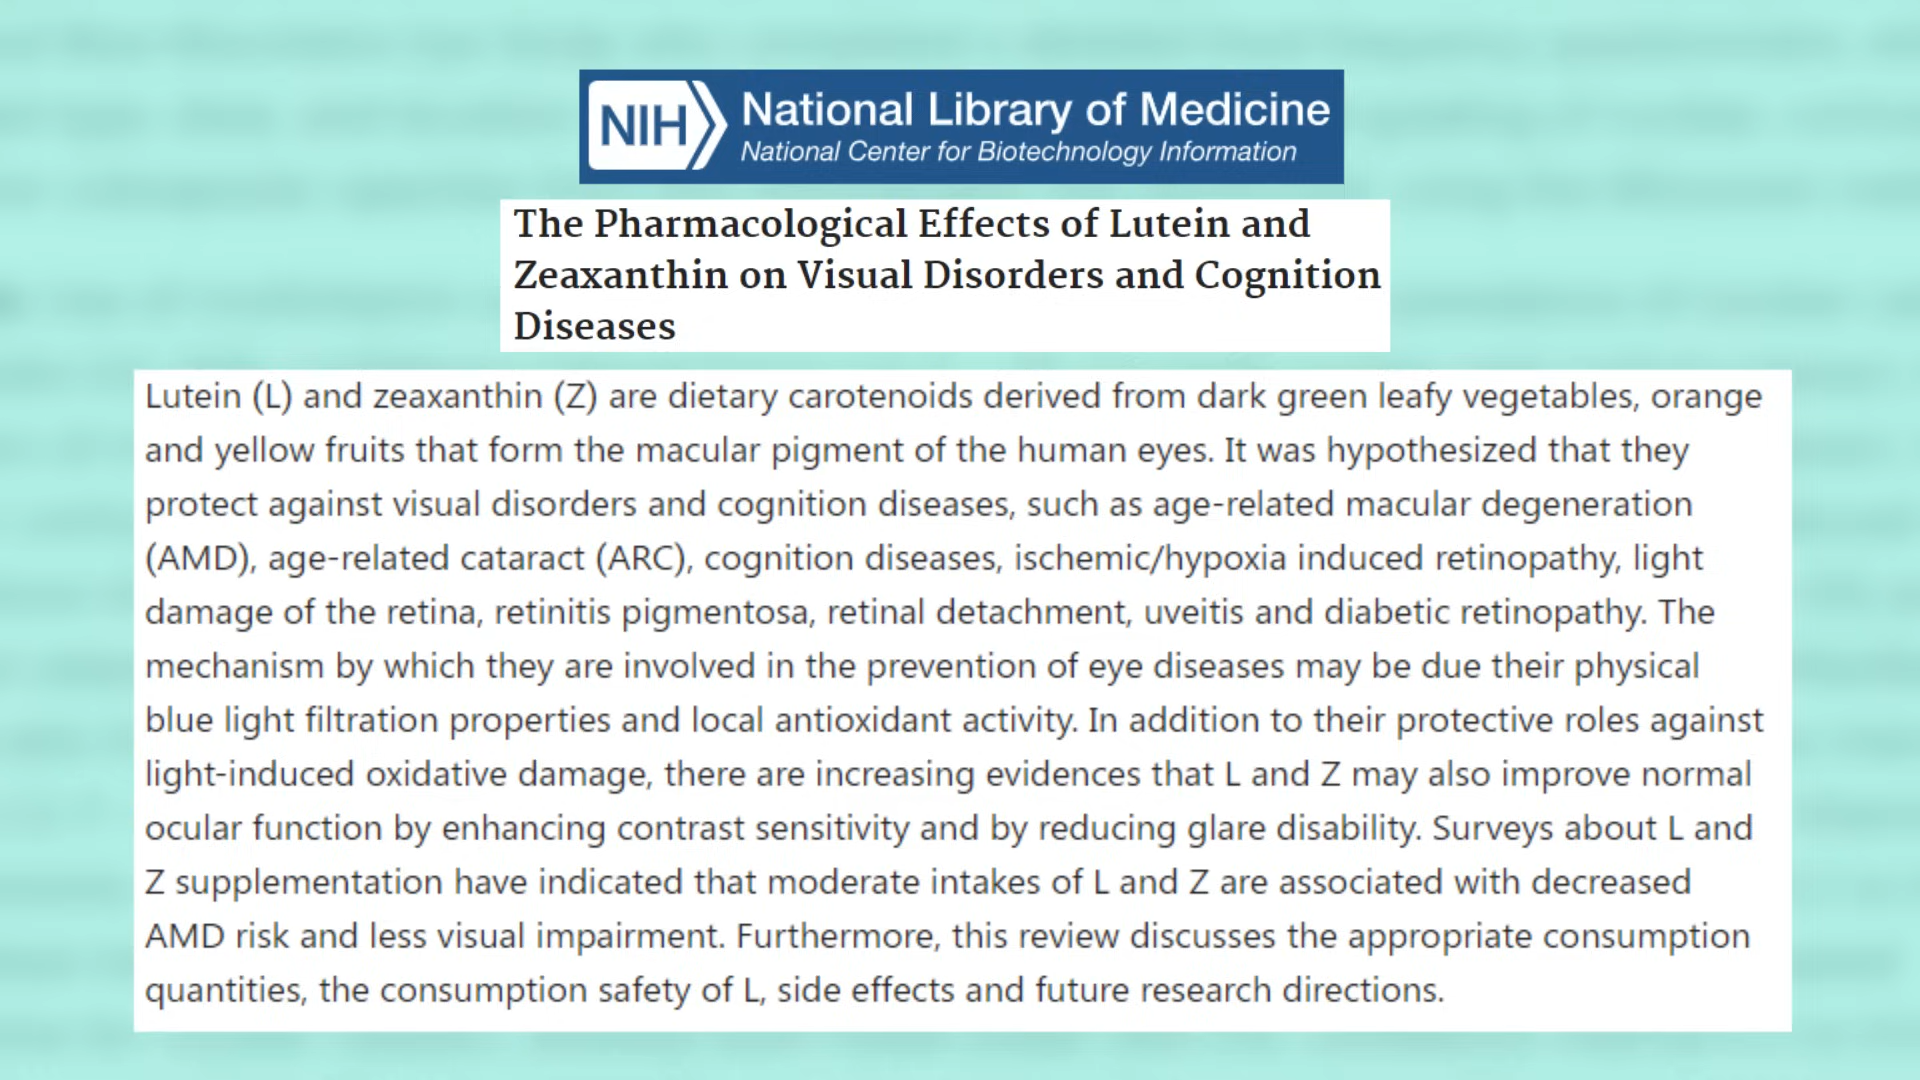 NIH
National Library of Medicine
National Center for Biotechnology Information
The Pharmacological Effects of Lutein and
Zeaxanthin on Visual Disorders and Cognition
Diseases
Lutein (L) and zeaxanthin (Z) are dietary carotenoids derived from dark green leafy vegetables, orange
and yellow fruits that form the macular pigment of the human eyes. It was hypothesized that they
protect against visual disorders and cognition diseases, such as age-related macular degeneration
(AMD), age-related cataract (ARC), cognition diseases, ischemic/hypoxia induced retinopathy, light
damage of the retina, retinitis pigmentosa, retinal detachment, uveitis and diabetic retinopathy. The
mechanism by which they are involved in the prevention of eye diseases may be due their physical
blue light filtration properties and local antioxidant activity. In addition to their protective roles against
light-induced oxidative damage, there are increasing evidences that L and Z may also improve normal
ocular function by enhancing contrast sensitivity and by reducing glare disability. Surveys about L and
Z supplementation have indicated that moderate intakes of L and Z are associated with decreased
AMD risk and less visual impairment. Furthermore, this review discusses the appropriate consumption
quantities, the consumption safety of L, side effects and future research directions.